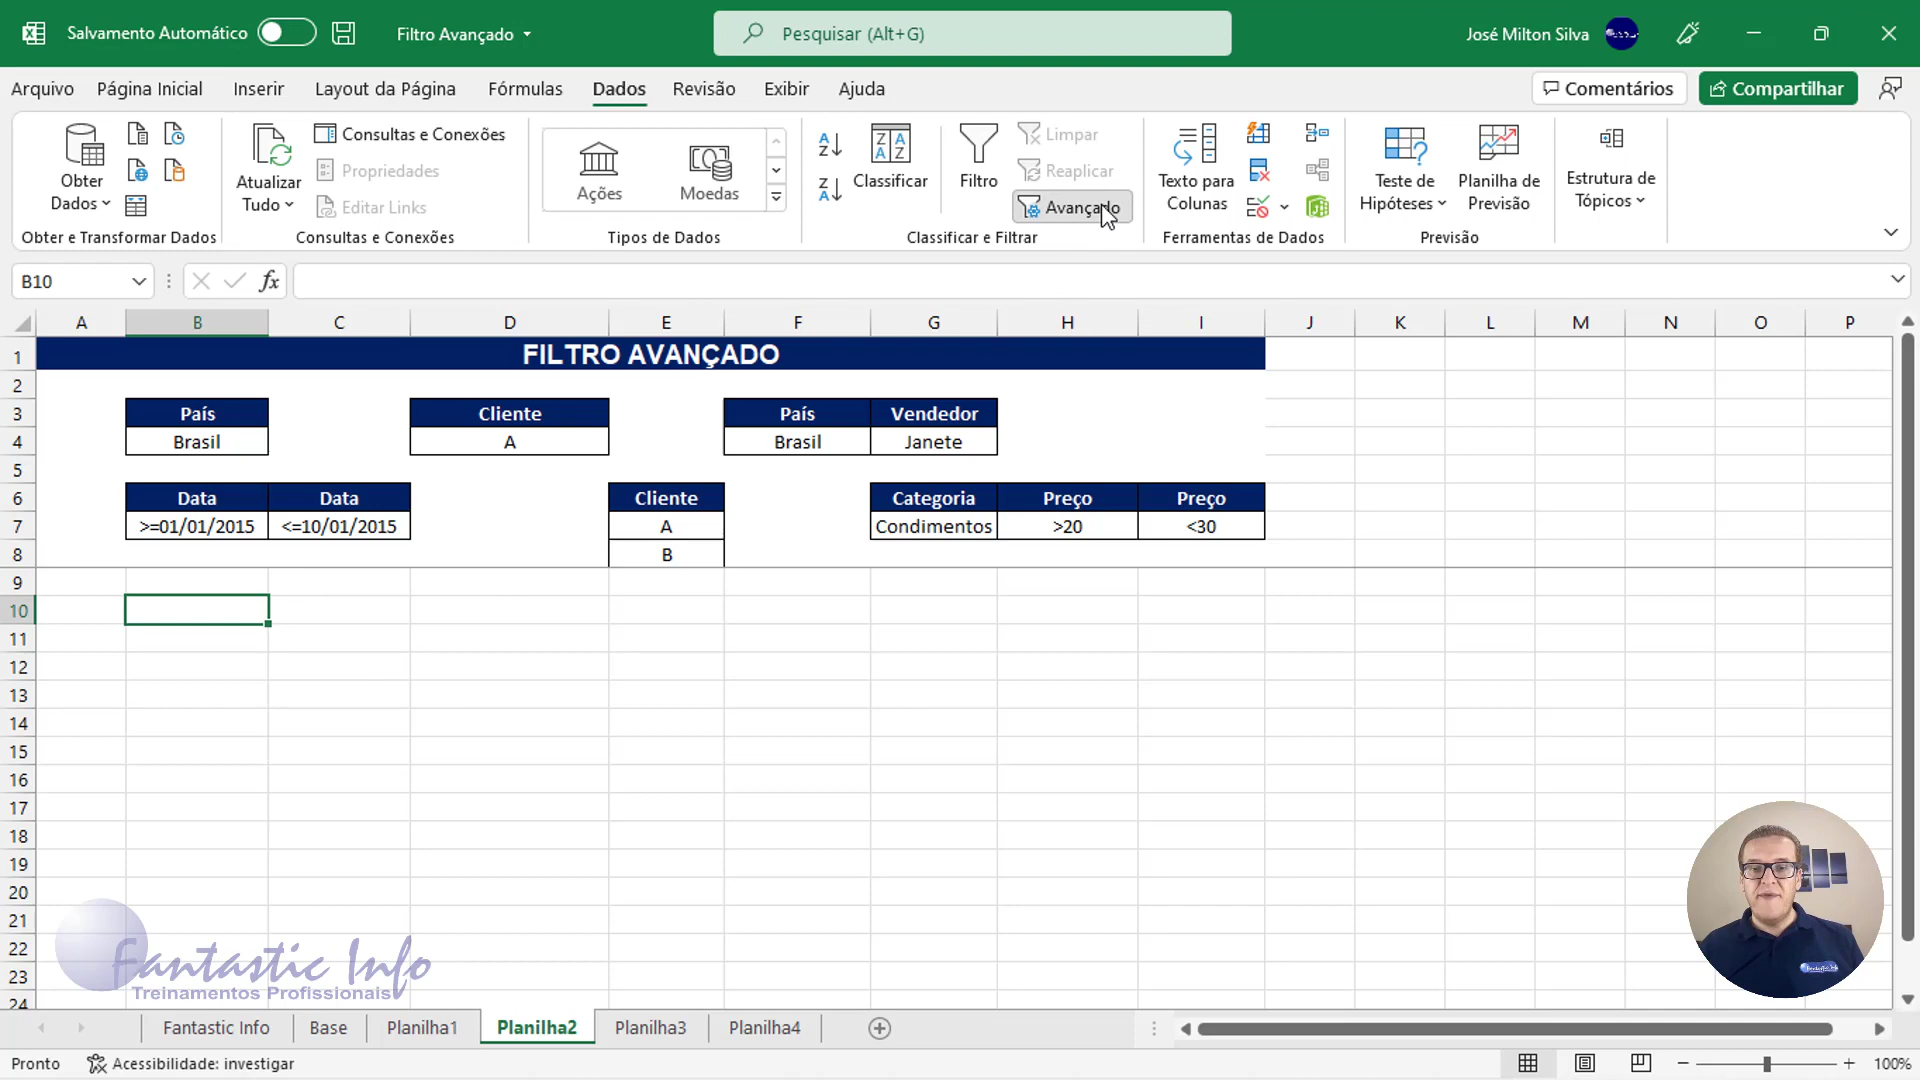 Salvamento Automático
Filtro Avançado
Pesquisar (Alt+G)
José Milton Silva
Arquivo Página Inicial Inserir Layout da Página Fórmulas Dados Revisão Exibir Ajuda
Comentários
Compartilhar
Obter Dados
Atualizar Tudo
Consultas e Conexões
Propriedades
Editar Links
Ações
Moedas
Classificar
Filtro
Limpar
Reaplicar
Avançado
Texto para Colunas
Teste de Hipóteses
Planilha de Previsão
Estrutura de Tópicos
Obter e Transformar Dados
Consultas e Conexões
Tipos de Dados
Classificar e Filtrar
Ferramentas de Dados
Previsão
B10
fx
A B C D E F G H I J K L M N O P
1 FILTRO AVANÇADO
2
3 País Cliente País Vendedor
4 Brasil A Brasil Janete
5
6 Data Data Cliente Categoria Preço Preço
7 >=01/01/2015 <=10/01/2015 A Condimentos >20 <30
8 B
9
10
11
12
13
14
15
16
17
18
19
20
21
22
23
24
Fantastic Info
Treinamentos Profissionais
Fantastic Info
Fantastic Info Base Planilha1 Planilha2 Planilha3 Planilha4
Pronto
Acessibilidade: investigar
100%